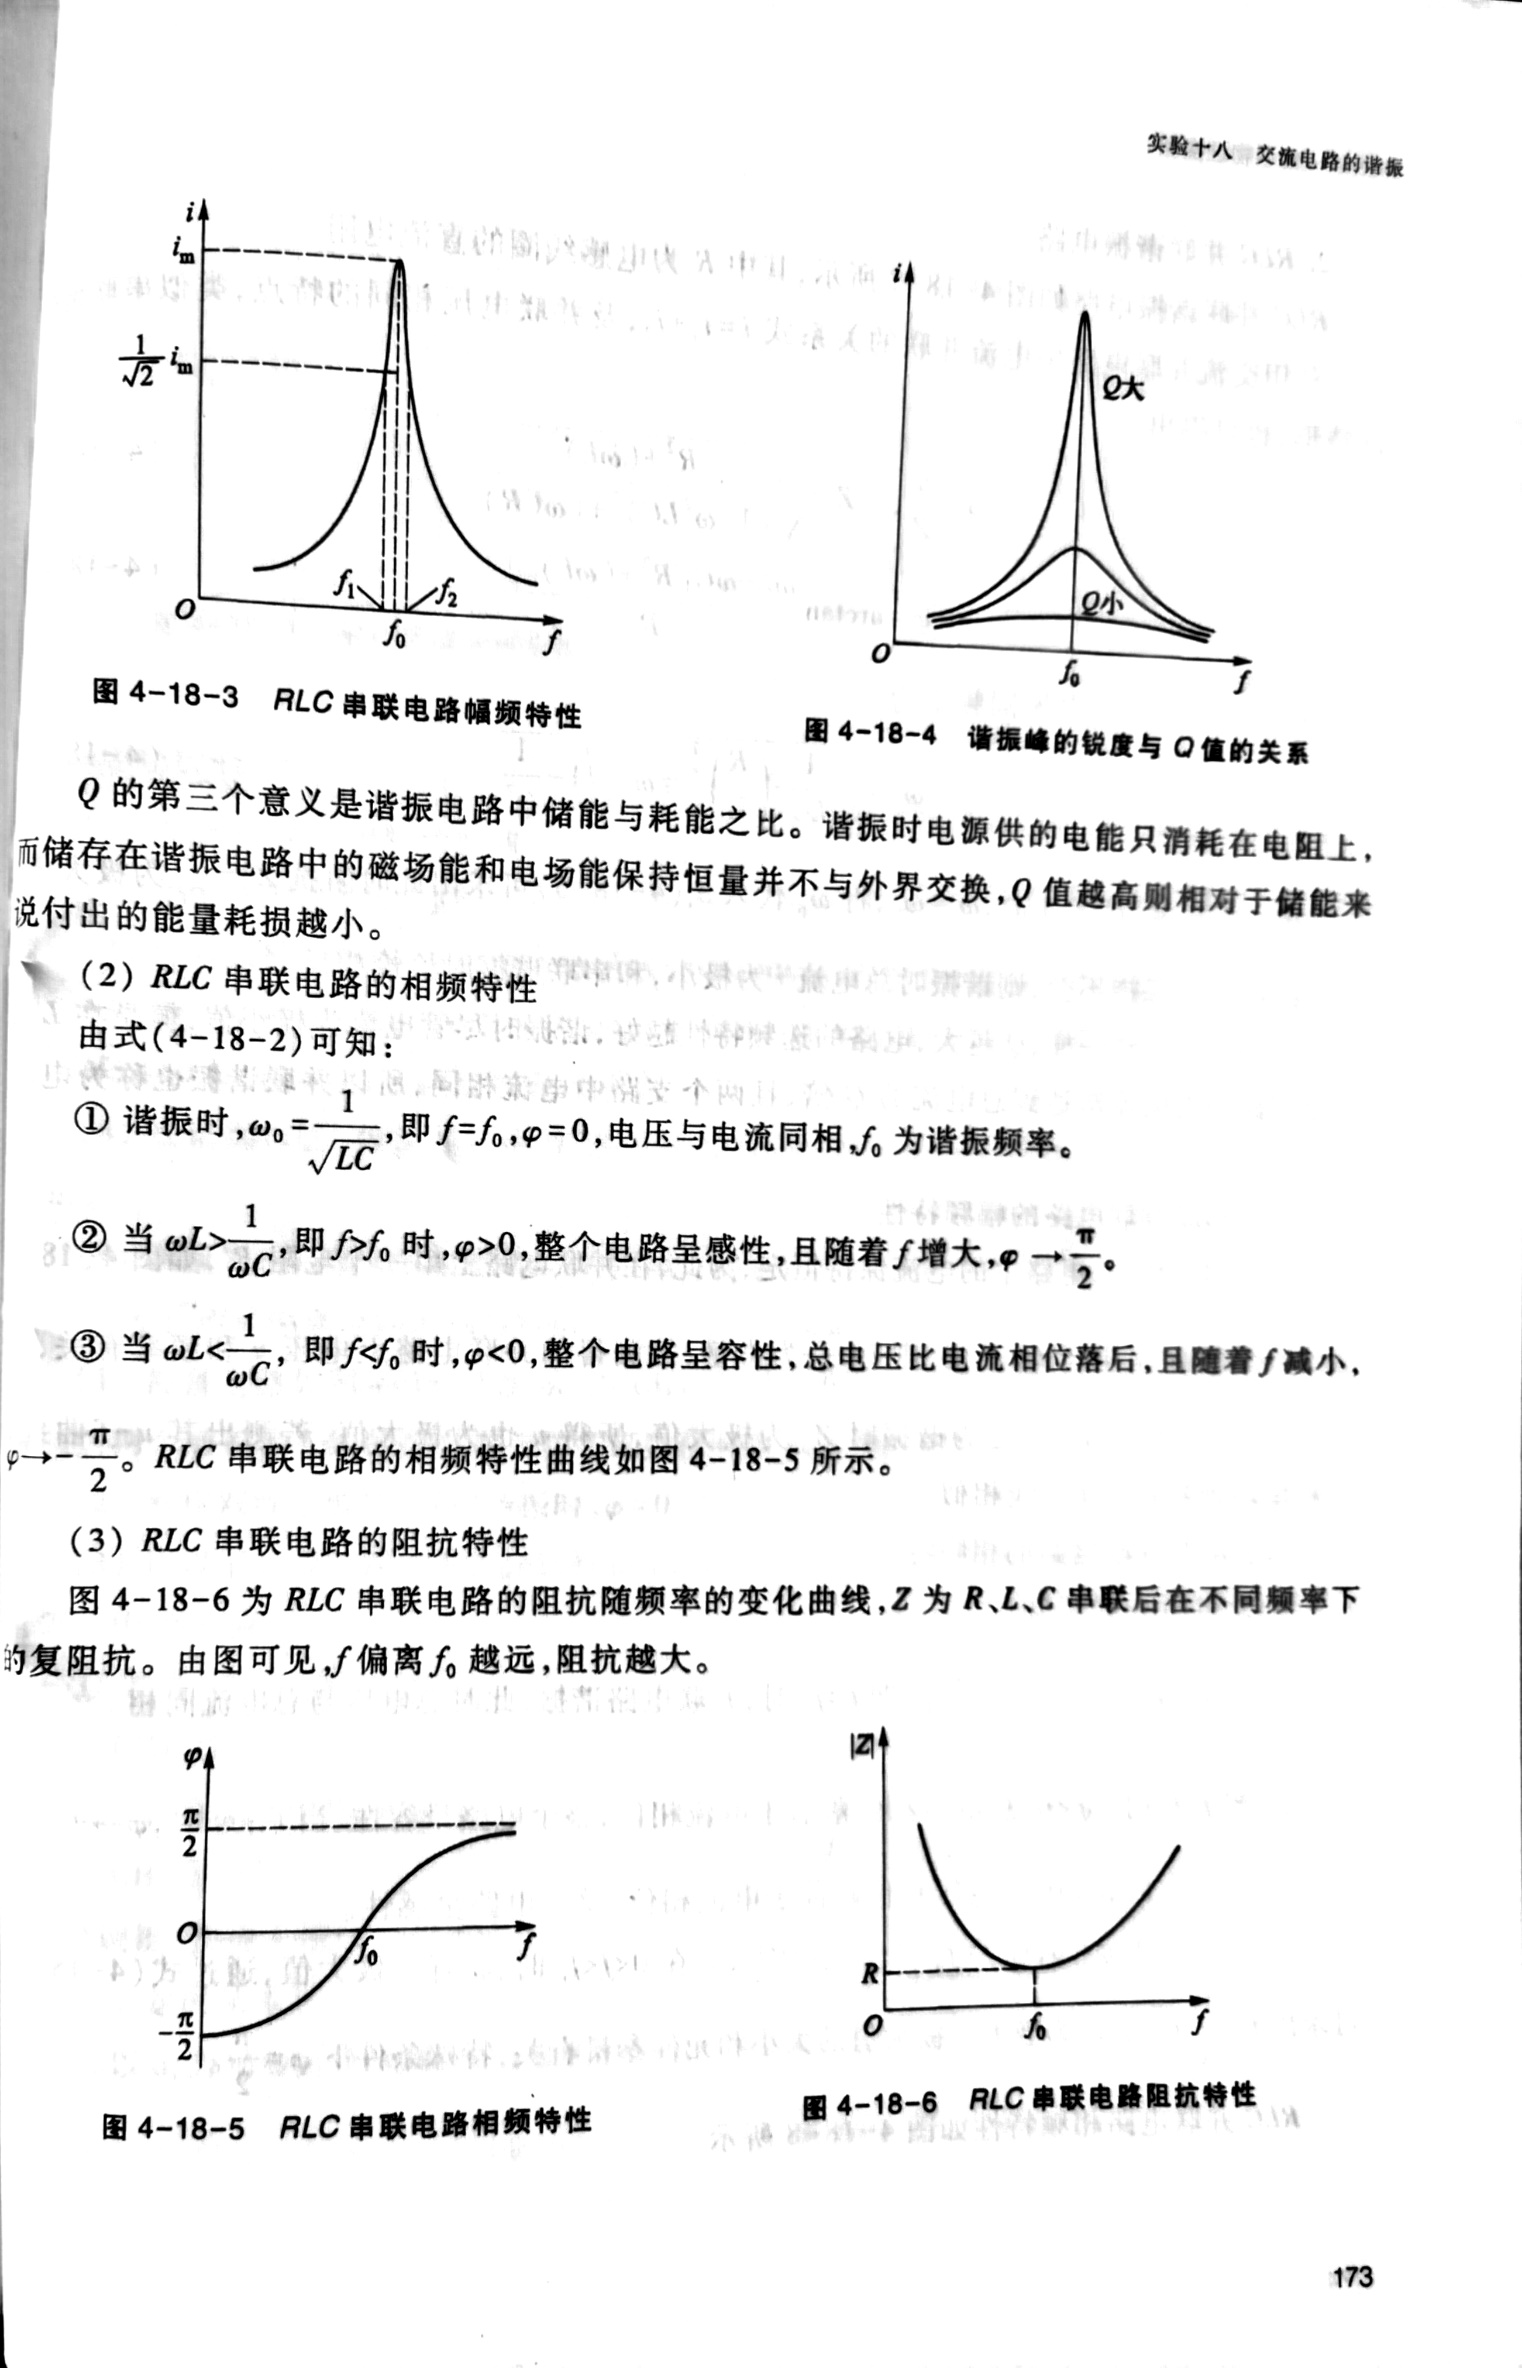 实验十八 交流电路的谐振
i
i_m
1/√2 i_m
O
f₁
f₂
f₀
f
图 4-18-3 RLC 串联电路幅频特性
i
Q大
Q小
O
f₀
f
图 4-18-4 谐振峰的锐度与 Q 值的关系
Q 的第三个意义是谐振电路中储能与耗能之比。谐振时电源供的电能只消耗在电阻上,
而储存在谐振电路中的磁场能和电场能保持恒量并不与外界交换,Q 值越高则相对于储能来
说付出的能量耗损越小。
(2) RLC 串联电路的相频特性
由式(4-18-2)可知:
① 谐振时,ω₀=1/√LC,即 f=f₀,φ=0,电压与电流同相,f₀ 为谐振频率。
② 当 ωL>1/ωC,即 f>f₀ 时,φ>0,整个电路呈感性,且随着 f 增大,φ→π/2。
③ 当 ωL<1/ωC, 即 f<f₀ 时,φ<0,整个电路呈容性,总电压比电流相位落后,且随着 f 减小,
φ→-π/2。RLC 串联电路的相频特性曲线如图 4-18-5 所示。
(3) RLC 串联电路的阻抗特性
图 4-18-6 为 RLC 串联电路的阻抗随频率的变化曲线,Z 为 R、L、C 串联后在不同频率下
的复阻抗。由图可见,f 偏离 f₀ 越远,阻抗越大。
φ
π/2
O
f₀
f
-π/2
图 4-18-5 RLC 串联电路相频特性
|Z|
R
O
f₀
f
图 4-18-6 RLC 串联电路阻抗特性
173